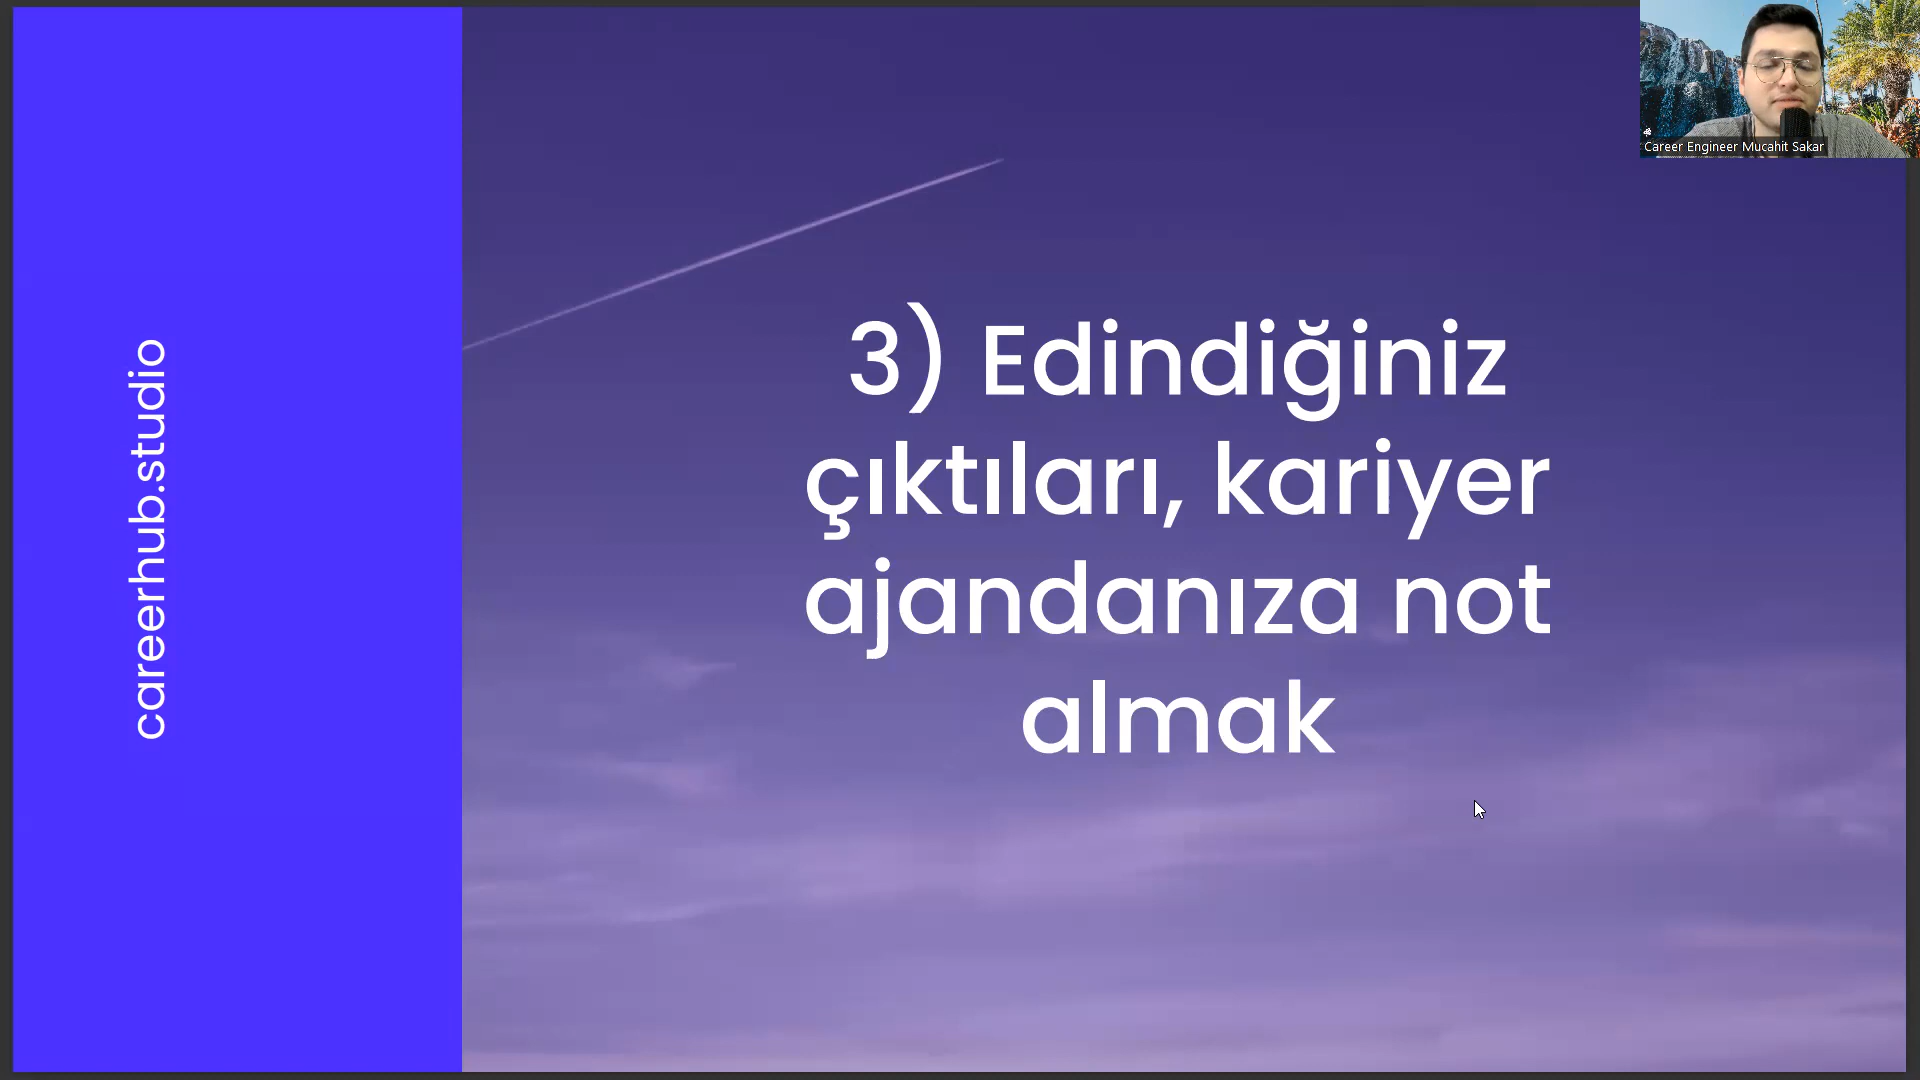 careerhub.studio
3) Edindiğiniz
çıktıları, kariyer
ajandanıza not
almak
Career Engineer Mucahit Sakar